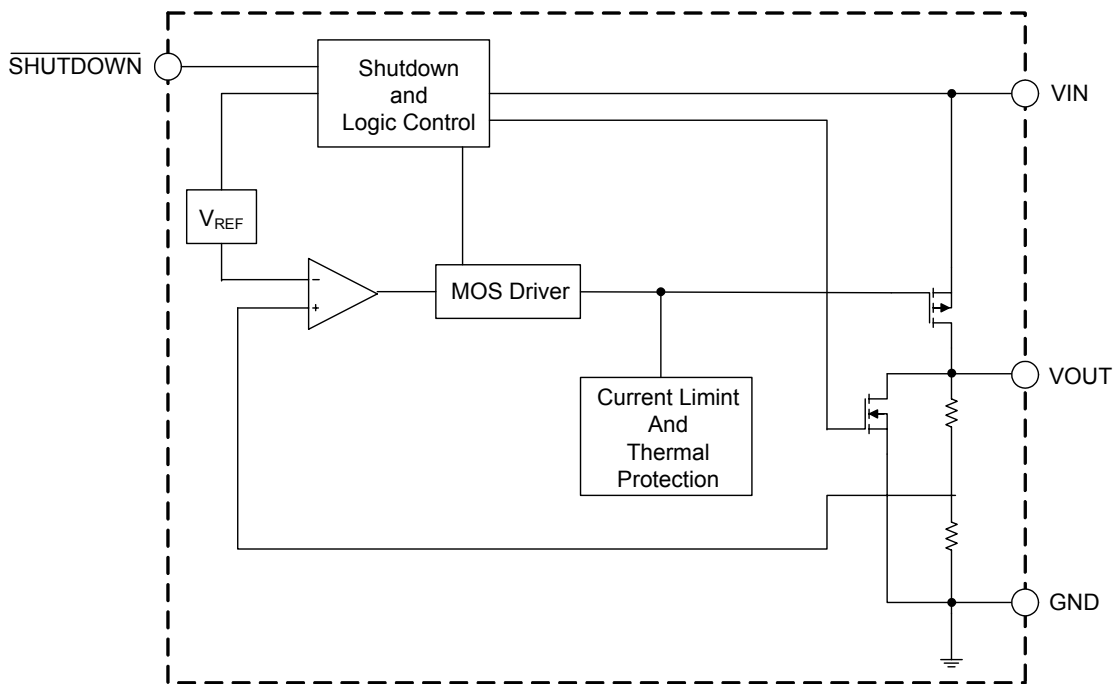 SHUTDOWN
Shutdown
and
Logic Control
VIN
VREF
−
+
MOS Driver
VOUT
Current Limint
And
Thermal
Protection
GND